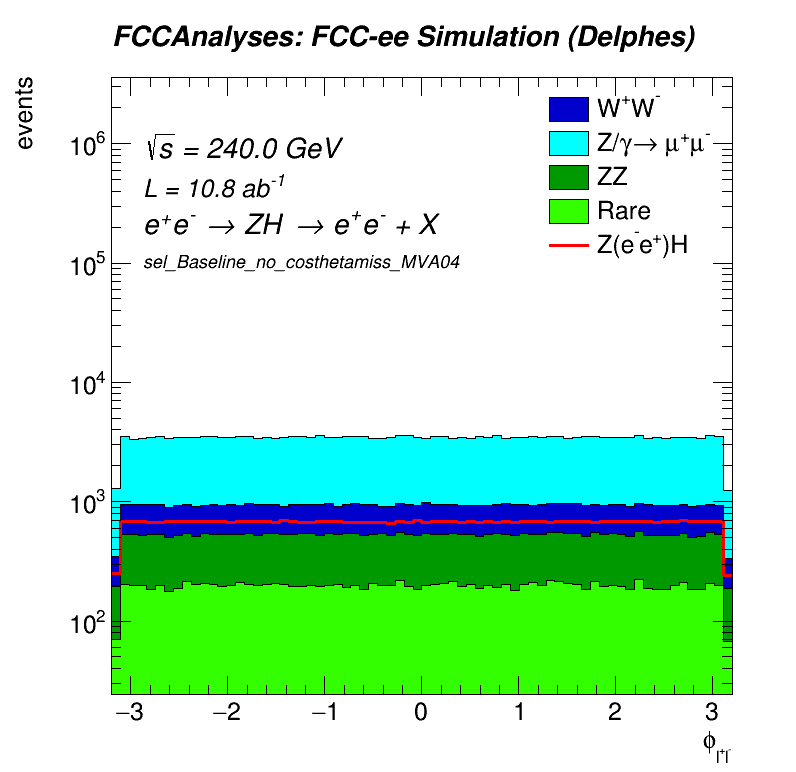 FCCAnalyses: FCC-ee Simulation (Delphes)
events
√s = 240.0 GeV
L = 10.8 ab⁻¹
e⁺e⁻ → ZH → e⁺e⁻ + X
sel_Baseline_no_costhetamiss_MVA04
W⁺W⁻
Z/γ→ μ⁺μ⁻
ZZ
Rare
Z(e⁻e⁺)H
10⁶
10⁵
10⁴
10³
10²
−3 −2 −1 0 1 2 3
ϕ_l⁺l⁻